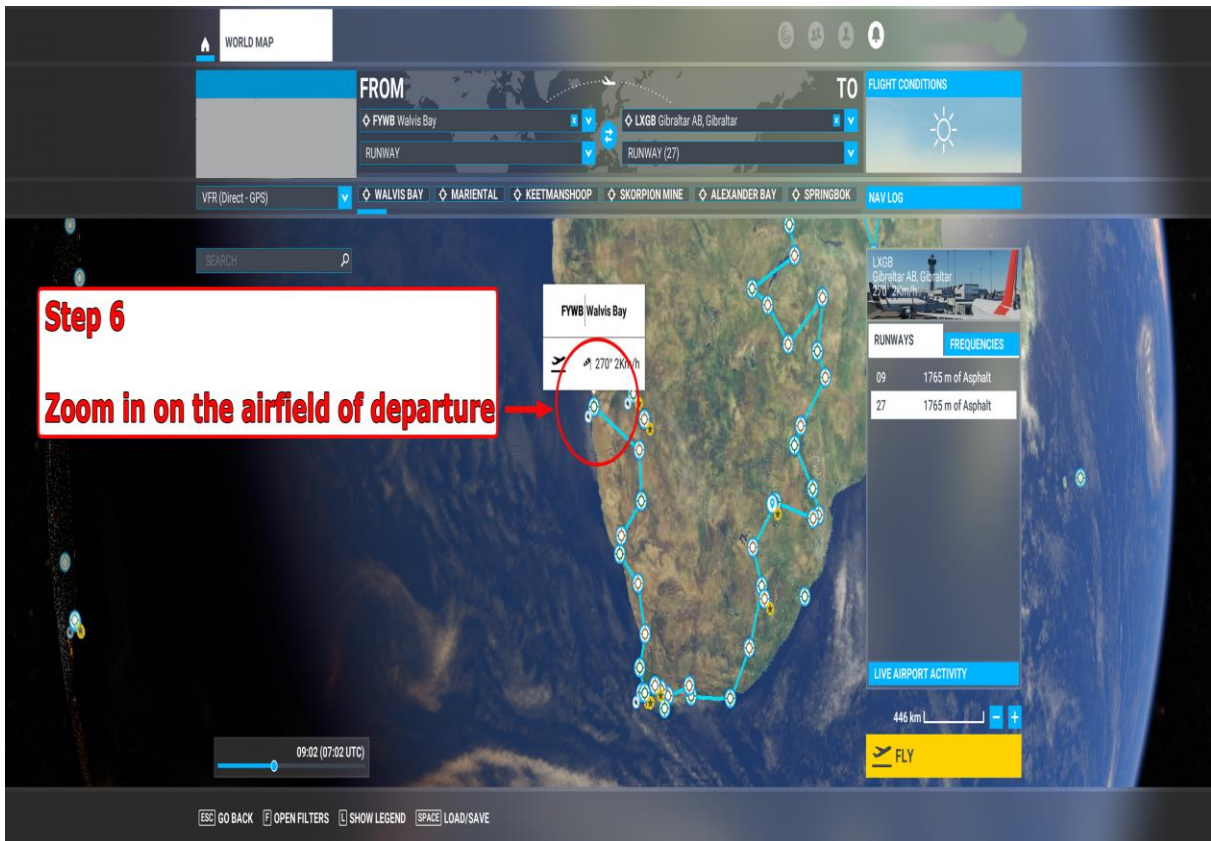 WORLD MAP
FROM
TO
FLIGHT CONDITIONS
FYWB Walvis Bay
x
LXGB Gibraltar AB, Gibraltar
x
RUNWAY
RUNWAY (27)
VFR (Direct - GPS)
WALVIS BAY
MARIENTAL
KEETMANSHOOP
SKORPION MINE
ALEXANDER BAY
SPRINGBOK
NAV LOG
SEARCH
LXGB
Gibraltar AB, Gibraltar
270° 2Km/h
Step 6
Zoom in on the airfield of departure
FYWB Walvis Bay
270° 2Km/h
RUNWAYS
FREQUENCIES
09 1765 m of Asphalt
27 1765 m of Asphalt
LIVE AIRPORT ACTIVITY
446 km
- +
09:02 (07:02 UTC)
FLY
ESC GO BACK F OPEN FILTERS L SHOW LEGEND SPACE LOAD/SAVE